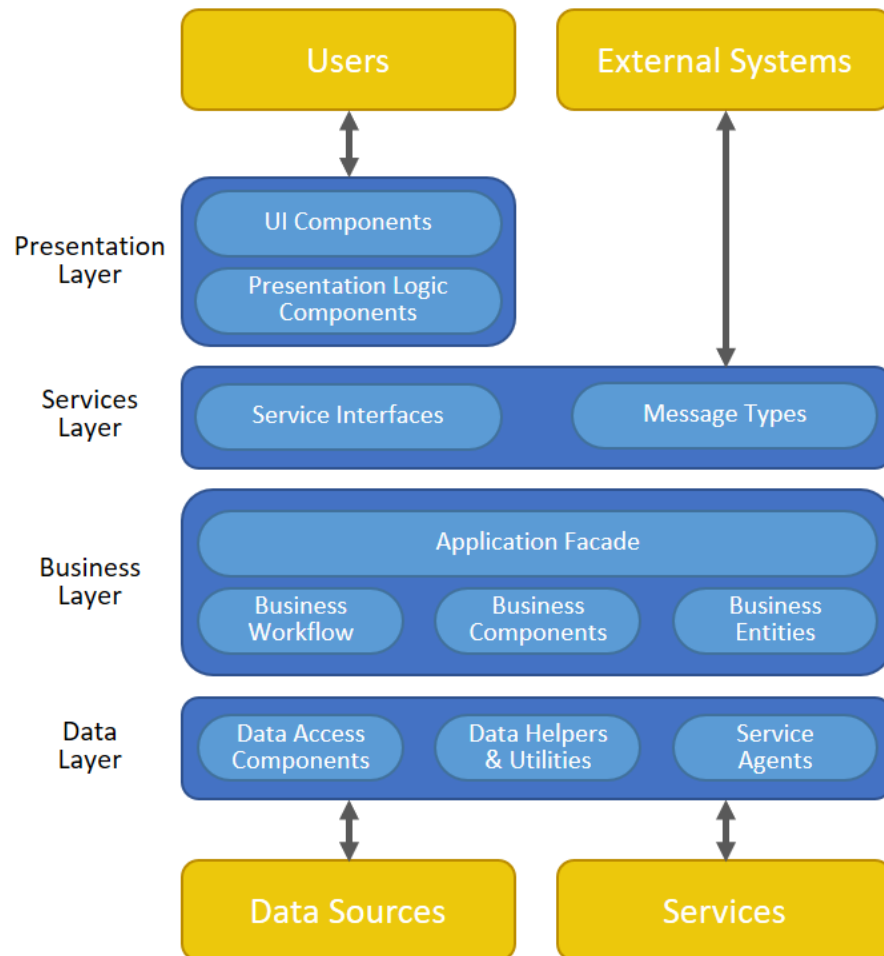 Users
External Systems
Presentation
Layer
UI Components
Presentation Logic
Components
Services
Layer
Service Interfaces
Message Types
Business
Layer
Application Facade
Business
Workflow
Business
Components
Business
Entities
Data
Layer
Data Access
Components
Data Helpers
& Utilities
Service
Agents
Data Sources
Services